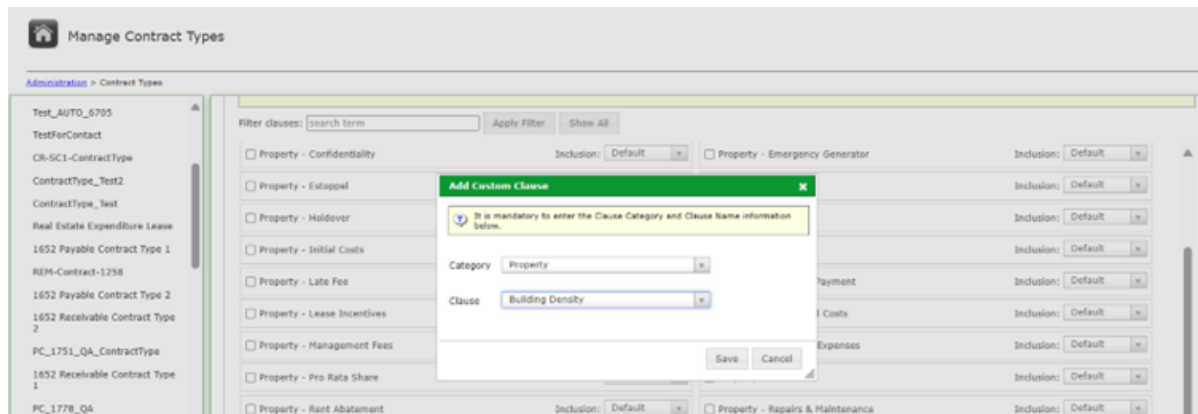 Manage Contract Types
Administration > Contract Types
Test_AUTO_6705
TestForContact
CR-SC1-ContractType
ContractType_Test2
ContractType_Test
Real Estate Expenditure Lease
1652 Payable Contract Type 1
REM-Contract-1258
1652 Payable Contract Type 2
1652 Receivable Contract Type
2
PC_1751_QA_ContractType
1652 Receivable Contract Type
1
PC_1778_QA
Filter clauses: search term Apply Filter Show All
Property - Confidentiality Inclusion: Default Property - Emergency Generator Inclusion: Default
Property - Estoppel Inclusion: Default
Property - Holdover Inclusion: Default
Property - Initial Costs Inclusion: Default
Property - Late Fee Payment Inclusion: Default
Property - Lease Incentives Costs Inclusion: Default
Property - Management Fees Expenses Inclusion: Default
Property - Pro Rata Share Inclusion: Default
Property - Rent Abatement Inclusion: Default Property - Repairs & Maintenance Inclusion: Default
Add Custom Clause
It is mandatory to enter the Clause Category and Clause Name information
below.
Category Property
Clause Building Density
Save Cancel